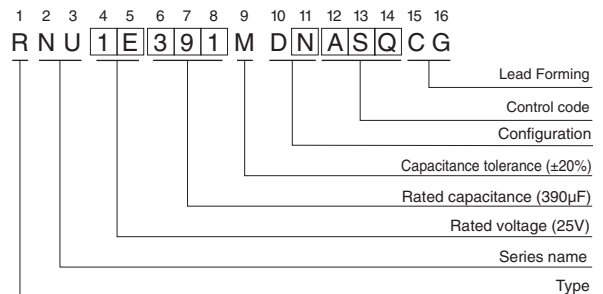 1 2 3 4 5 6 7 8 9 10 11 12 13 14 15 16
R N U 1 E 3 9 1 M D N A S Q C G
Lead Forming
Control code
Configuration
Capacitance tolerance (±20%)
Rated capacitance (390µF)
Rated voltage (25V)
Series name
Type